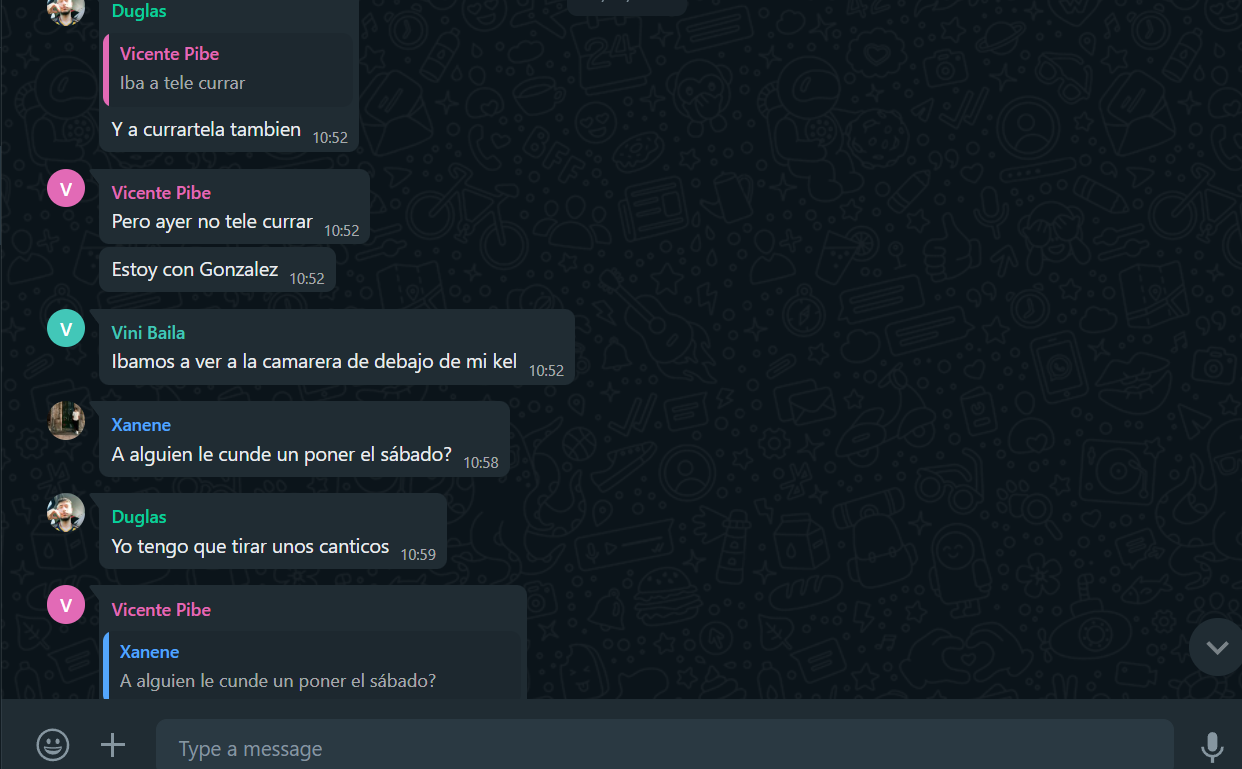 Duglas
Vicente Pibe
Iba a tele currar
Y a currartela tambien 10:52
V
Vicente Pibe
Pero ayer no tele currar 10:52
Estoy con Gonzalez 10:52
V
Vini Baila
Ibamos a ver a la camarera de debajo de mi kel 10:52
Xanene
A alguien le cunde un poner el sábado? 10:58
Duglas
Yo tengo que tirar unos canticos 10:59
V
Vicente Pibe
Xanene
A alguien le cunde un poner el sábado?
Type a message